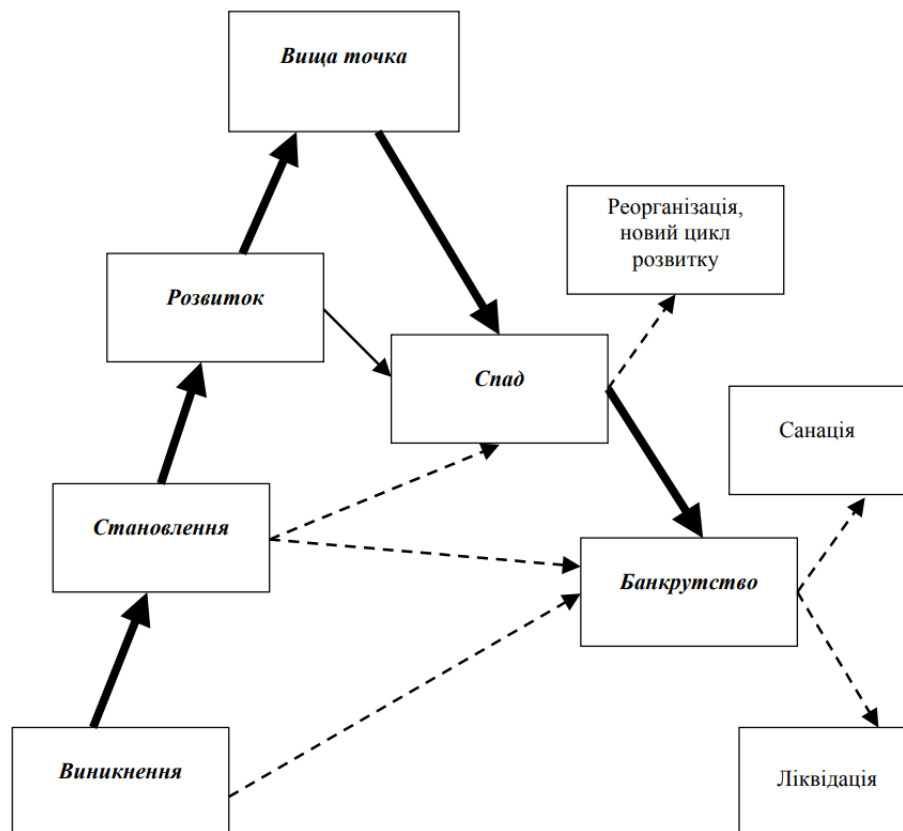 Вища точка
Реорганізація,
новий цикл
розвитку
Розвиток
Спад
Санація
Становлення
Банкрутство
Виникнення
Ліквідація